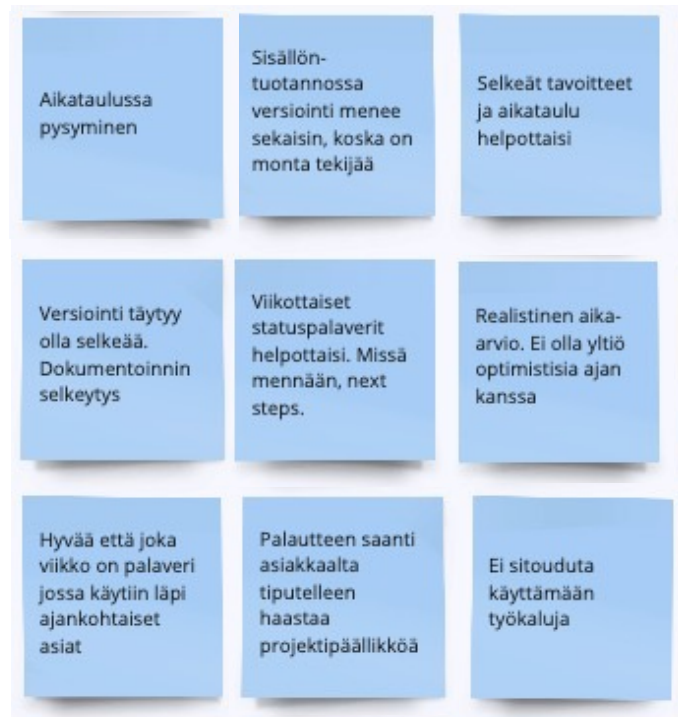 Aikataulussa
pysyminen
Sisällön-
tuotannossa
versiointi menee
sekaisin, koska on
monta tekijää
Selkeät tavoitteet
ja aikataulu
helpottaisi
Versiointi täytyy
olla selkeää.
Dokumentoinnin
selkeytys
Viikottaiset
statuspalaverit
helpottaisi. Missä
mennään, next
steps.
Realistinen aika-
arvio. Ei olla yltiö
optimistisia ajan
kanssa
Hyvää että joka
viikko on palaveri
jossa käytiin läpi
ajankohtaiset
asiat
Palautteen saanti
asiakkaalta
tiputelleen
haastaa
projektipäällikköä
Ei sitouduta
käyttämään
työkaluja